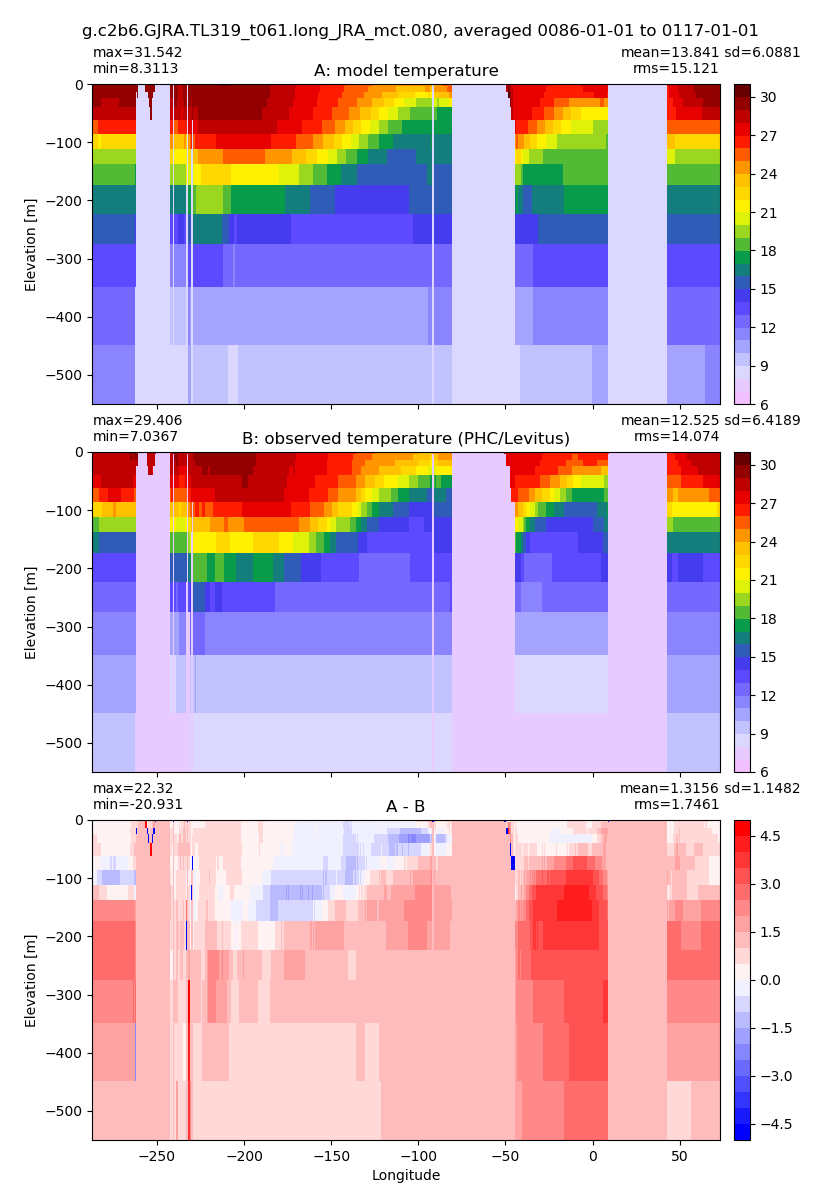 g.c2b6.GJRA.TL319_t061.long_JRA_mct.080, averaged 0086-01-01 to 0117-01-01
max=31.542
mean=13.841 sd=6.0881
min=8.3113
A: model temperature
rms=15.121
0
−100
−200
−300
−400
−500
Elevation [m]
30
27
24
21
18
15
12
9
6
max=29.406
mean=12.525 sd=6.4189
min=7.0367
B: observed temperature (PHC/Levitus)
rms=14.074
0
−100
−200
−300
−400
−500
Elevation [m]
30
27
24
21
18
15
12
9
6
max=22.32
mean=1.3156 sd=1.1482
min=-20.931
A - B
rms=1.7461
0
−100
−200
−300
−400
−500
Elevation [m]
4.5
3.0
1.5
0.0
−1.5
−3.0
−4.5
−250 −200 −150 −100 −50 0 50
Longitude